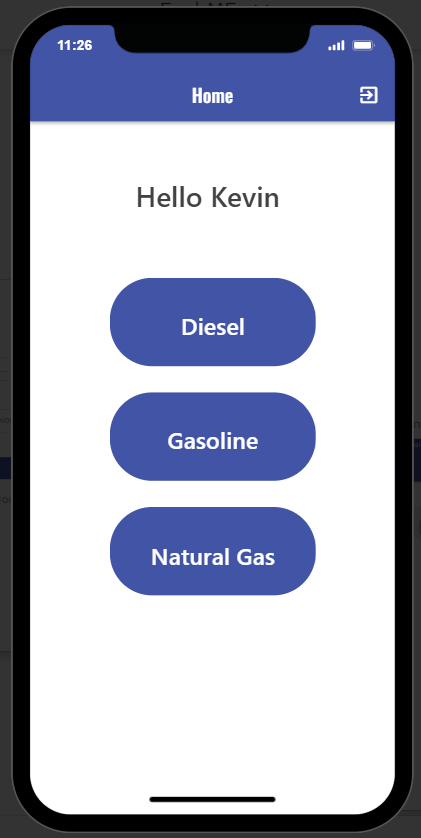 11:26
Home
Hello Kevin
Diesel
Gasoline
Natural Gas